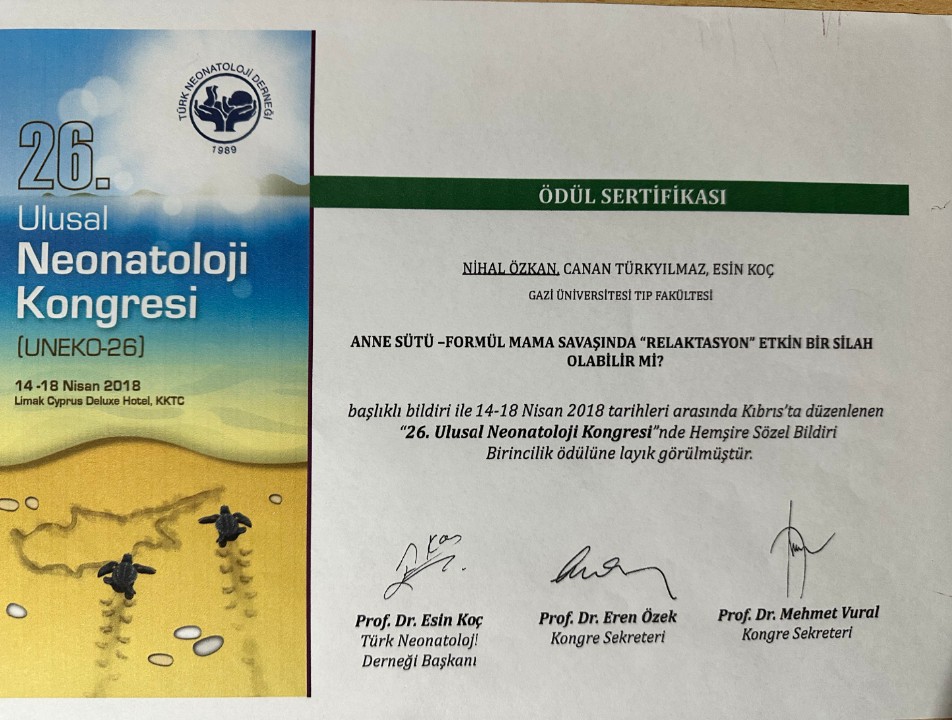 TÜRK NEONATOLOJİ DERNEĞİ
1989
26.
Ulusal
Neonatoloji
Kongresi
(UNEKO-26)
14 -18 Nisan 2018
Limak Cyprus Deluxe Hotel, KKTC
ÖDÜL SERTİFİKASI
NİHAL ÖZKAN, CANAN TÜRKYILMAZ, ESİN KOÇ
GAZİ ÜNİVERSİTESİ TIP FAKÜLTESİ
ANNE SÜTÜ –FORMÜL MAMA SAVAŞINDA “RELAKTASYON” ETKİN BİR SİLAH
OLABİLİR Mİ?
başlıklı bildiri ile 14-18 Nisan 2018 tarihleri arasında Kıbrıs’ta düzenlenen
“26. Ulusal Neonatoloji Kongresi”nde Hemşire Sözel Bildiri
Birincilik ödülüne layık görülmüştür.
Prof. Dr. Esin Koç
Türk Neonatoloji
Derneği Başkanı
Prof. Dr. Eren Özek
Kongre Sekreteri
Prof. Dr. Mehmet Vural
Kongre Sekreteri